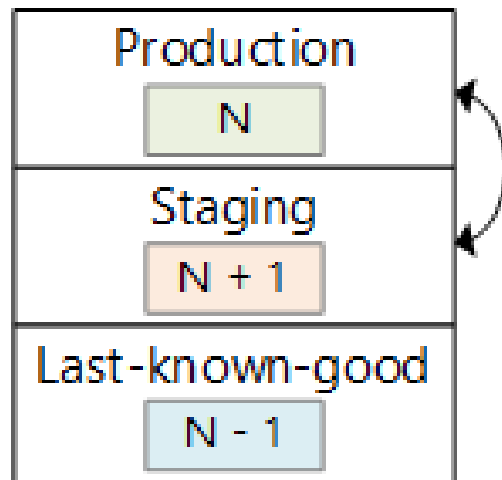 Production
N
Staging
N + 1
Last-known-good
N - 1